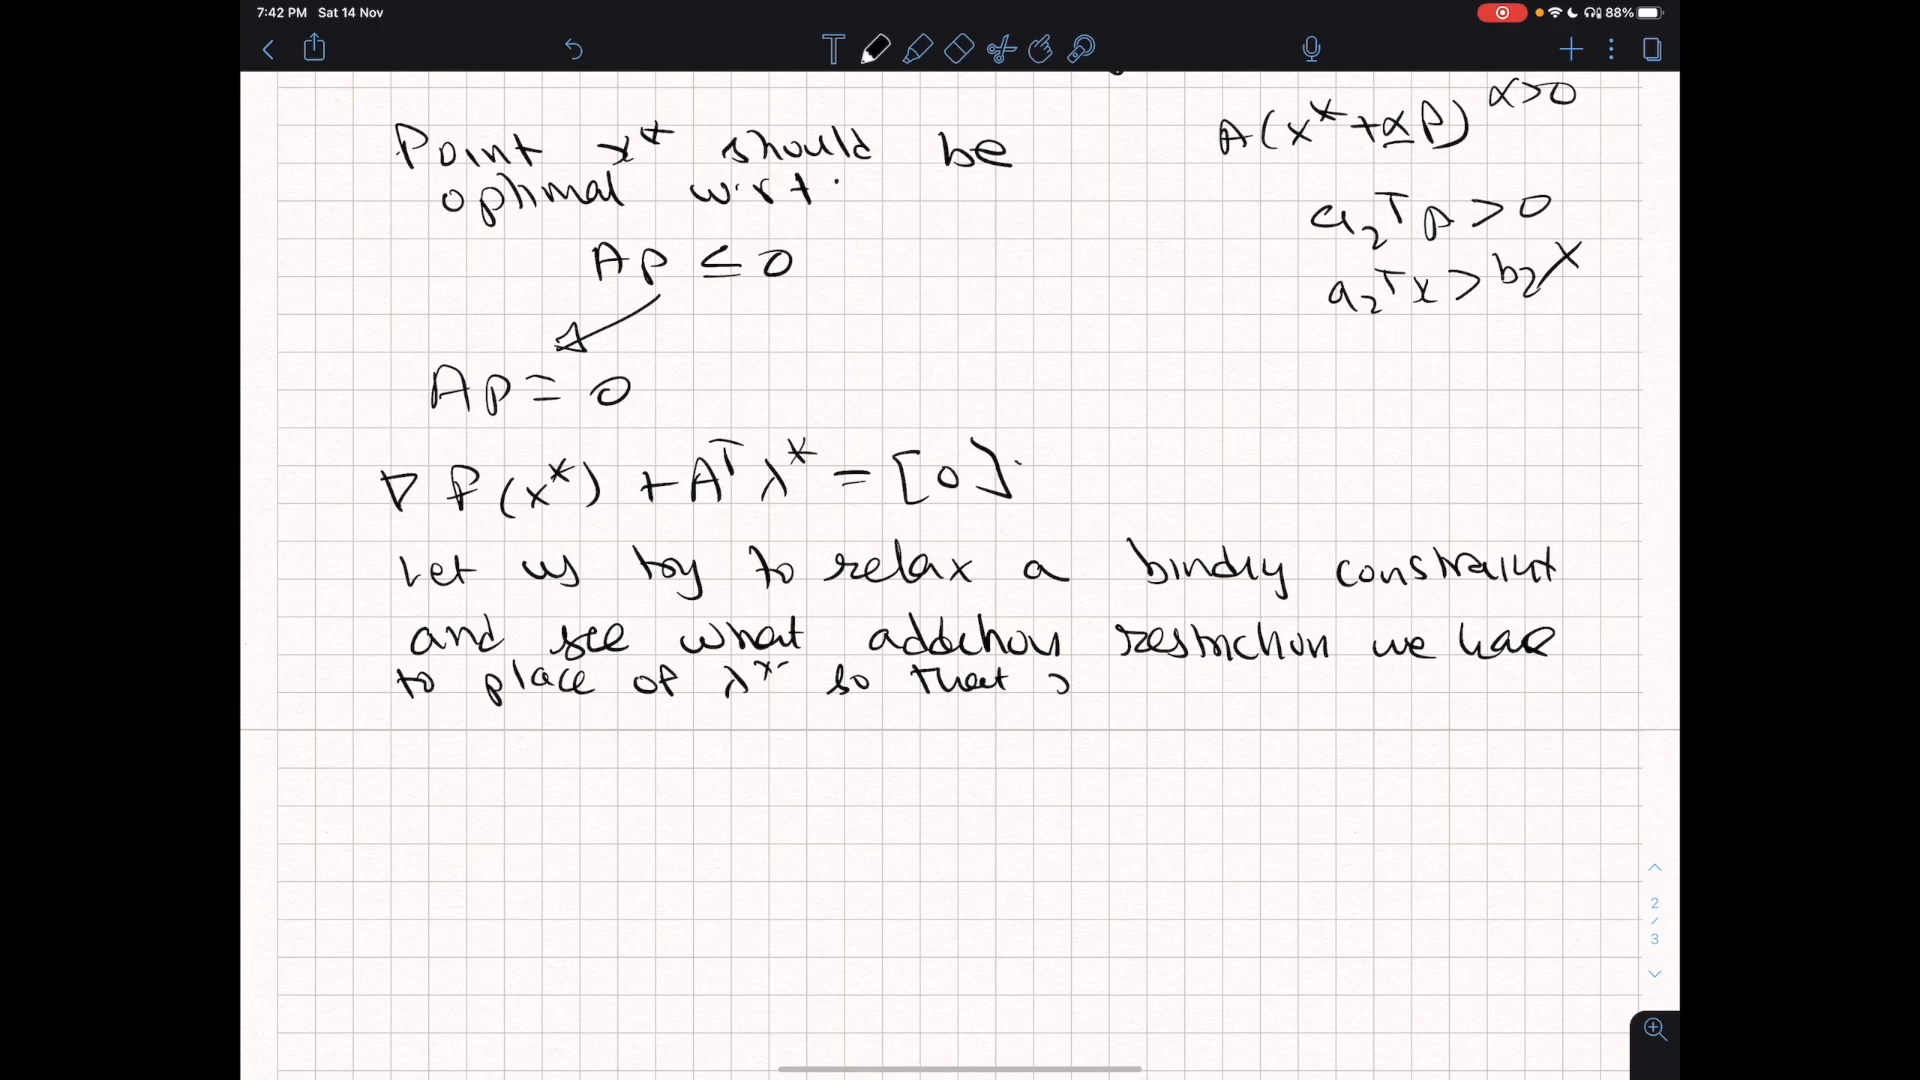 7:42 PM Sat 14 Nov
88%
A(x* + αp) α>0
Point x* should be
optimal w.r.t.
a₂ᵀp > 0
Ap ≤ 0
a₂ᵀx > b₂ X
Ap = 0
∇f(x*) + Aᵀλ* = [0]
Let us try to relax a binding constraint
and see what addition restriction we have
to place of λ* so that
2
/
3